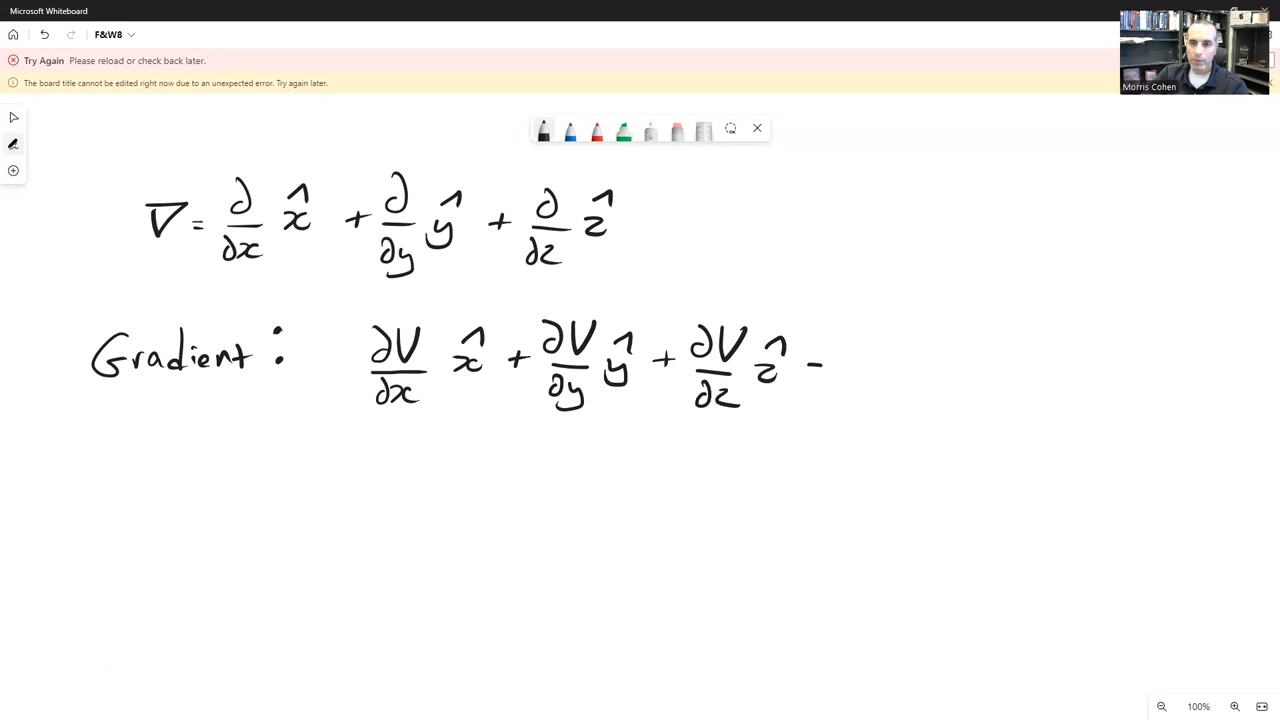 Microsoft Whiteboard
F&W8
Try Again Please reload or check back later.
The board title cannot be edited right now due to an unexpected error. Try again later.
Morris Cohen
∇ = ∂/∂x x̂ + ∂/∂y ŷ + ∂/∂z ẑ
Gradient : ∂V/∂x x̂ + ∂V/∂y ŷ + ∂V/∂z ẑ -
100%